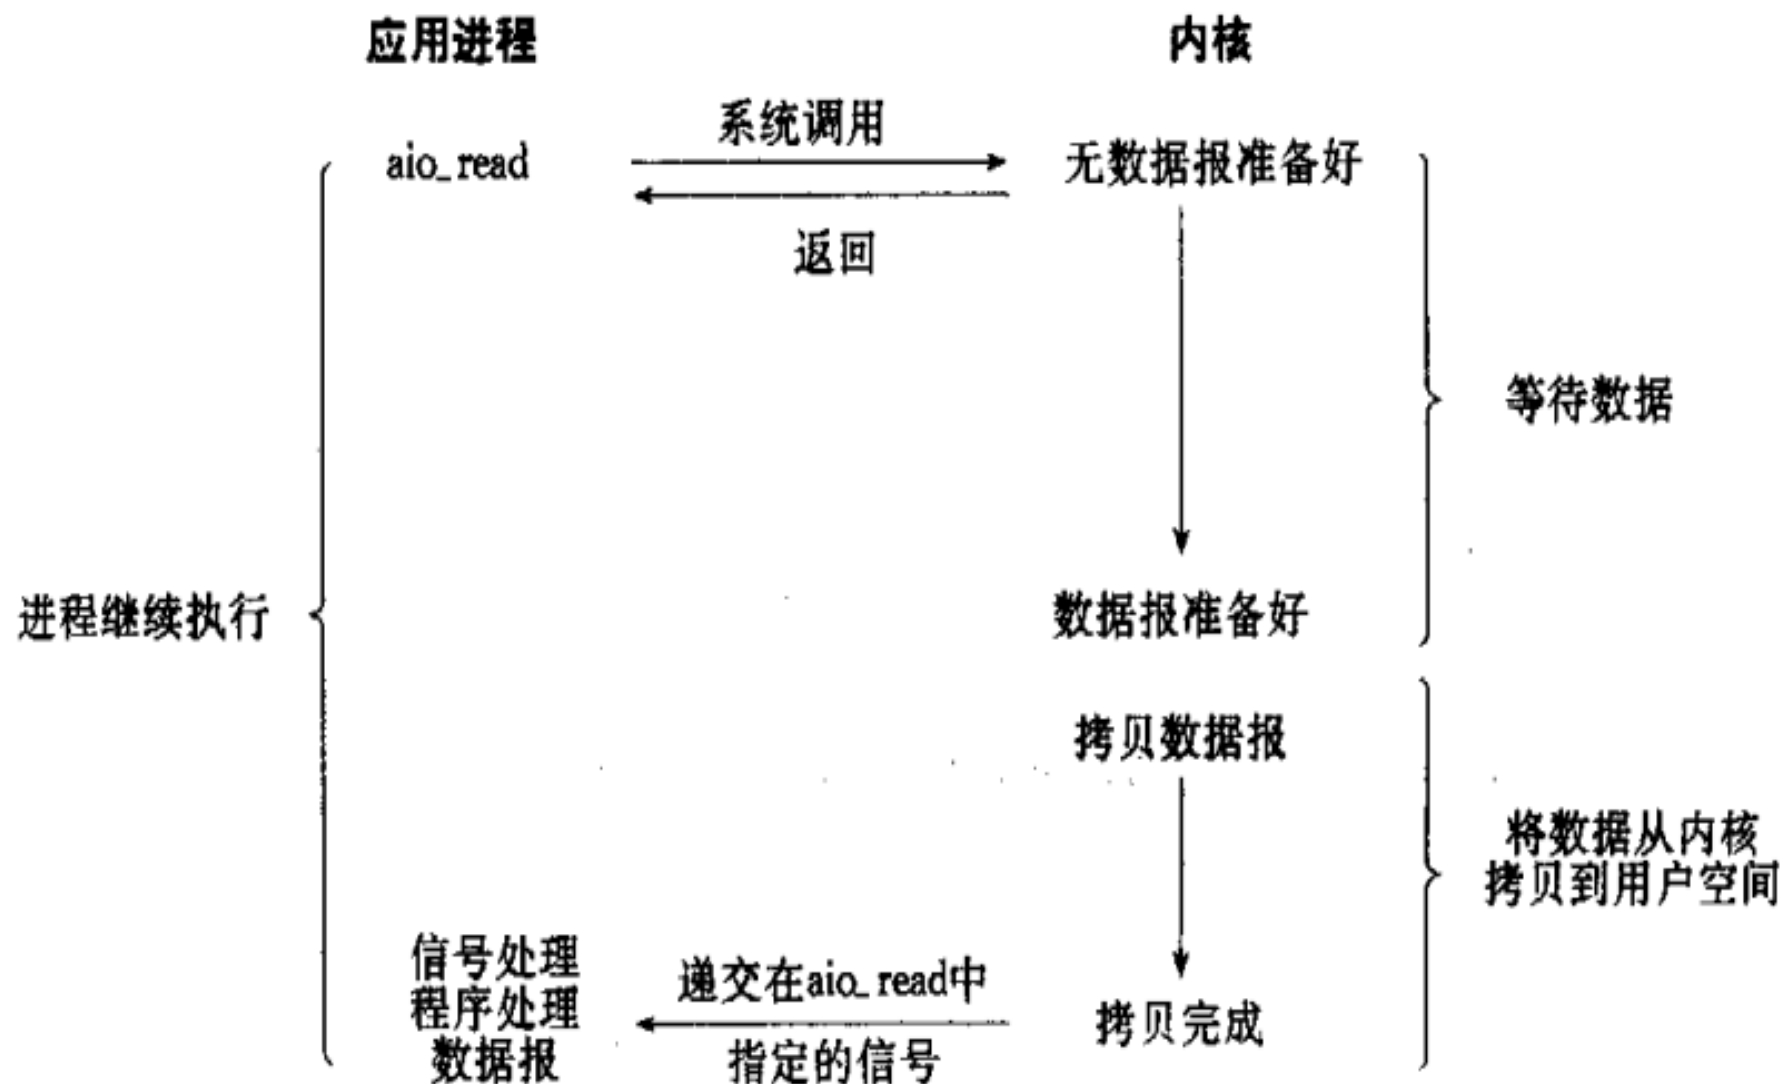 应用进程
内核
系统调用
aio_read
无数据报准备好
返回
等待数据
进程继续执行
数据报准备好
拷贝数据报
将数据从内核
拷贝到用户空间
信号处理
程序处理
数据报
递交在aio_read中
指定的信号
拷贝完成